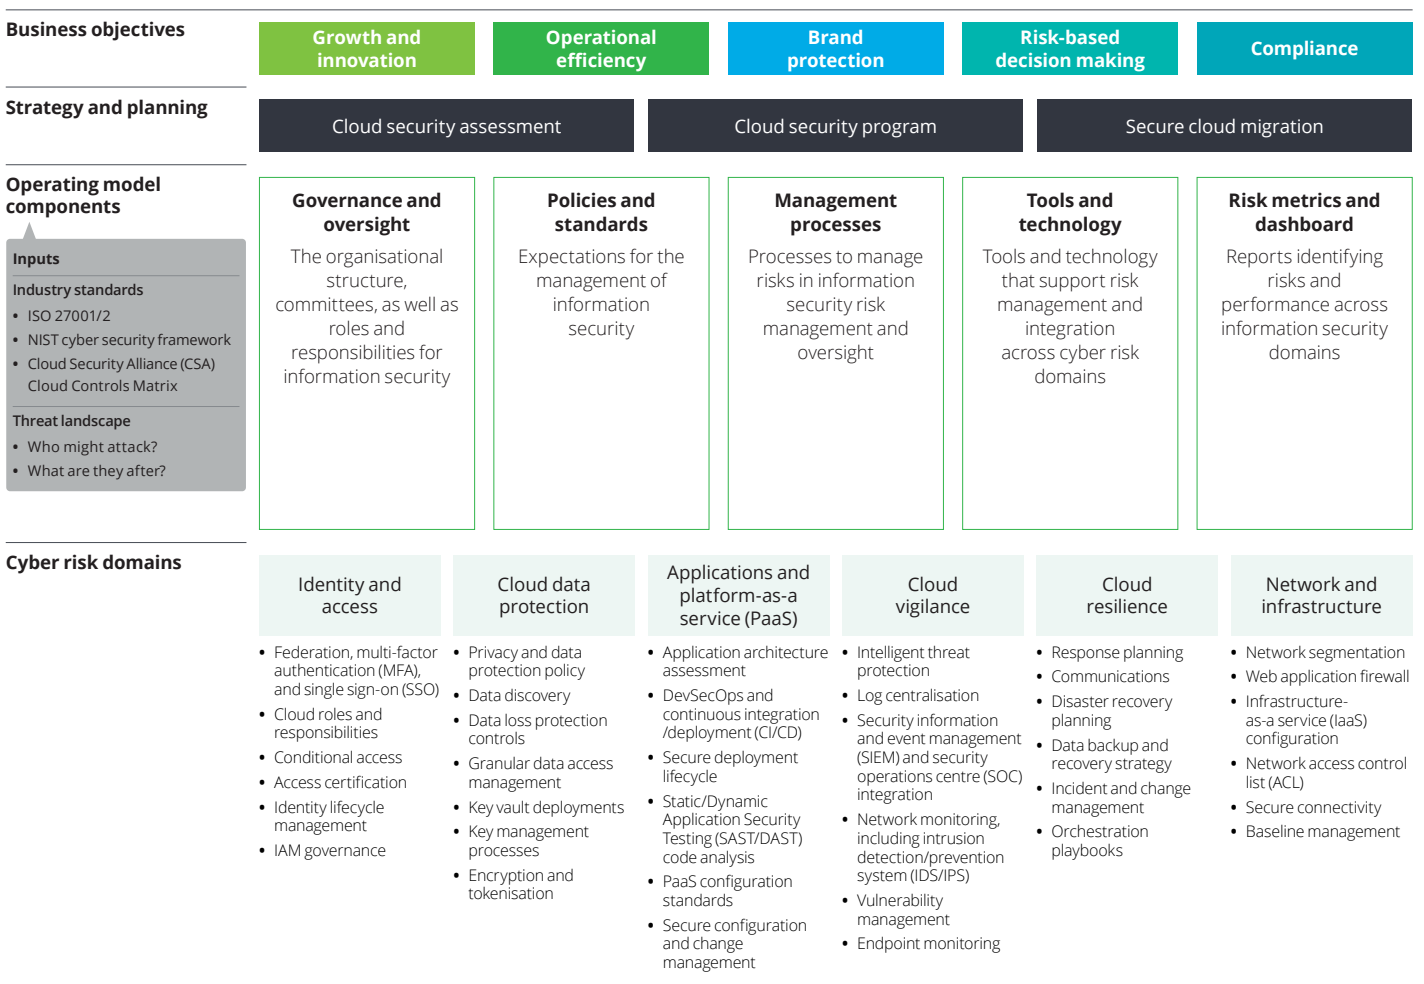 Business objectives
Growth and
innovation
Operational
efficiency
Brand
protection
Risk-based
decision making
Compliance
Strategy and planning
Cloud security assessment
Cloud security program
Secure cloud migration
Operating model
components
Inputs
Industry standards
• ISO 27001/2
• NIST cyber security framework
• Cloud Security Alliance (CSA)
Cloud Controls Matrix
Threat landscape
• Who might attack?
• What are they after?
Governance and
oversight
The organisational
structure,
committees, as well as
roles and
responsibilities for
information security
Policies and
standards
Expectations for the
management of
information
security
Management
processes
Processes to manage
risks in information
security risk
management and
oversight
Tools and
technology
Tools and technology
that support risk
management and
integration
across cyber risk
domains
Risk metrics and
dashboard
Reports identifying
risks and
performance across
information security
domains
Cyber risk domains
Identity and
access
• Federation, multi-factor
authentication (MFA),
and single sign-on (SSO)
• Cloud roles and
responsibilities
• Conditional access
• Access certification
• Identity lifecycle
management
• IAM governance
Cloud data
protection
• Privacy and data
protection policy
• Data discovery
• Data loss protection
controls
• Granular data access
management
• Key vault deployments
• Key management
processes
• Encryption and
tokenisation
Applications and
platform-as-a
service (PaaS)
• Application architecture
assessment
• DevSecOps and
continuous integration
/deployment (CI/CD)
• Secure deployment
lifecycle
• Static/Dynamic
Application Security
Testing (SAST/DAST)
code analysis
• PaaS configuration
standards
• Secure configuration
and change
management
Cloud
vigilance
• Intelligent threat
protection
• Log centralisation
• Security information
and event management
(SIEM) and security
operations centre (SOC)
integration
• Network monitoring,
including intrusion
detection/prevention
system (IDS/IPS)
• Vulnerability
management
• Endpoint monitoring
Cloud
resilience
• Response planning
• Communications
• Disaster recovery
planning
• Data backup and
recovery strategy
• Incident and change
management
• Orchestration
playbooks
Network and
infrastructure
• Network segmentation
• Web application firewall
• Infrastructure-
as-a service (IaaS)
configuration
• Network access control
list (ACL)
• Secure connectivity
• Baseline management